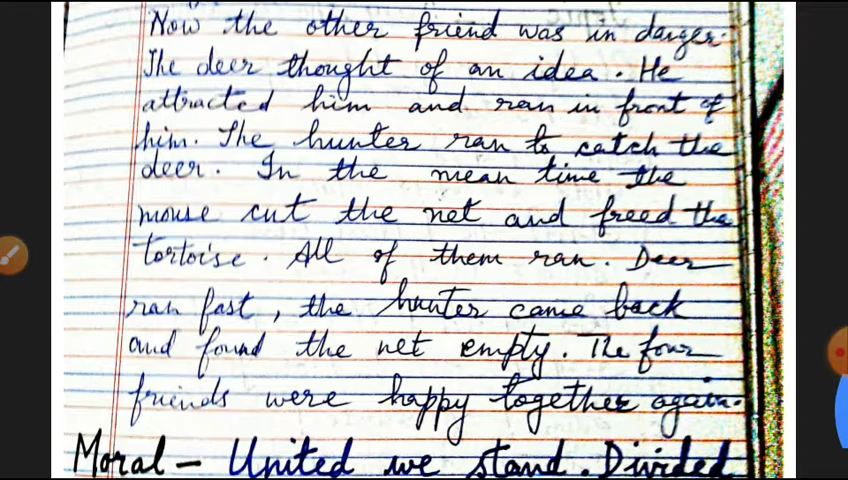 Now the other friend was in danger.
The deer thought of an idea. He
attracted him and ran in front of
him. The hunter ran to catch the
deer. In the mean time the
mouse cut the net and freed the
tortoise. All of them ran. Deer
ran fast, the hunter came back
and found the net empty. The four
friends were happy together again.
Moral - United we stand. Divided